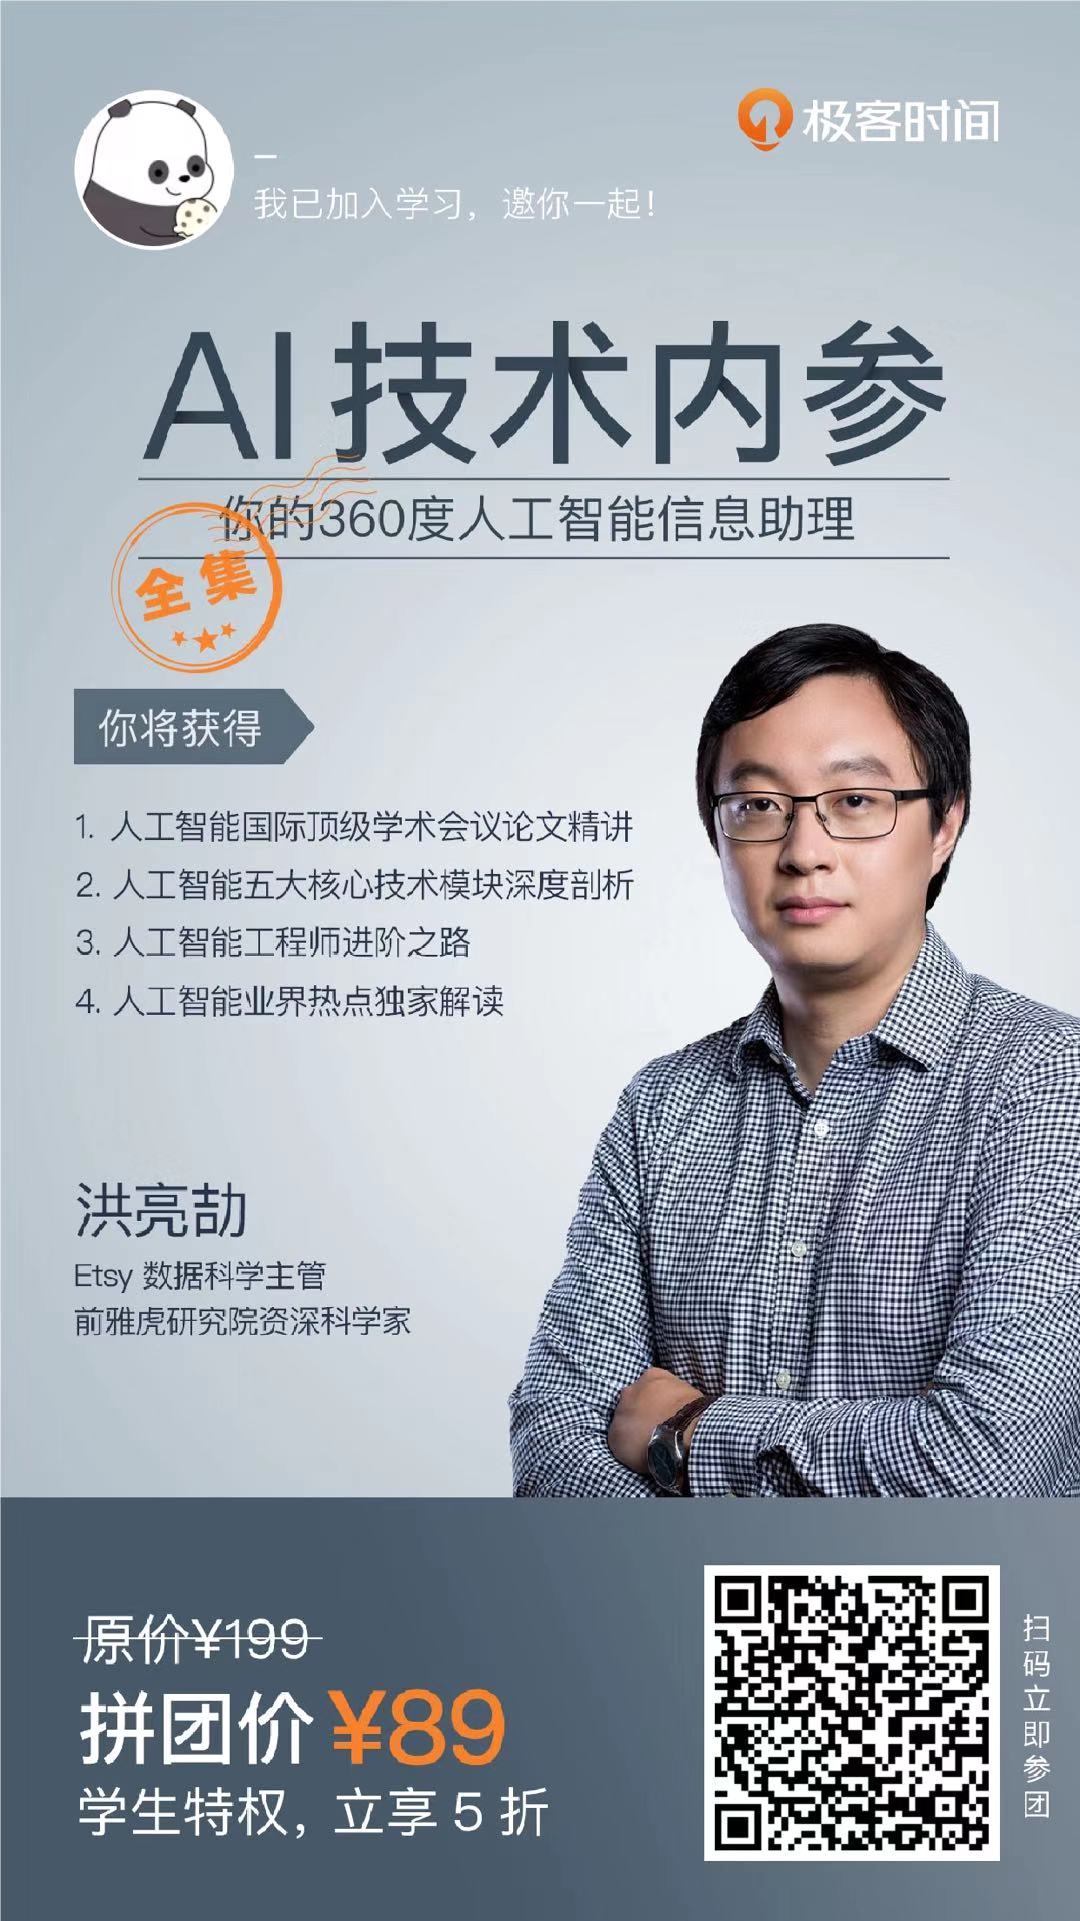 极客时间
我已加入学习，邀你一起！
AI技术内参
你的360度人工智能信息助理
全集
你将获得
1. 人工智能国际顶级学术会议论文精讲
2. 人工智能五大核心技术模块深度剖析
3. 人工智能工程师进阶之路
4. 人工智能业界热点独家解读
洪亮劼
Etsy 数据科学主管
前雅虎研究院资深科学家
原价¥199
拼团价 ¥89
学生特权，立享 5 折
扫码立即参团